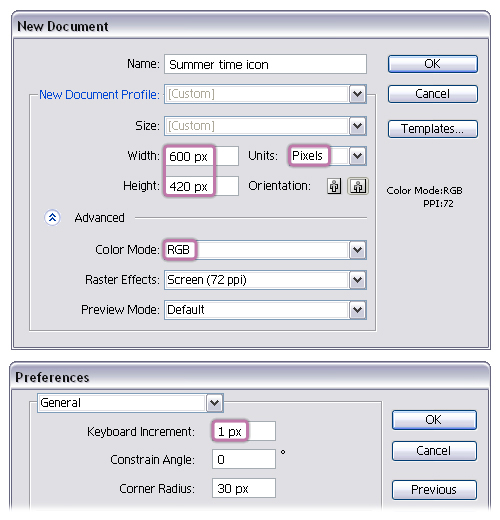 New Document
Name: Summer time icon
OK
New Document Profile: [Custom]
Cancel
Size: [Custom]
Templates...
Width: 600 px Units: Pixels
Height: 420 px Orientation:
Color Mode:RGB
PPI:72
Advanced
Color Mode: RGB
Raster Effects: Screen (72 ppi)
Preview Mode: Default
Preferences
General
OK
Keyboard Increment: 1 px
Cancel
Constrain Angle: 0 °
Corner Radius: 30 px
Previous